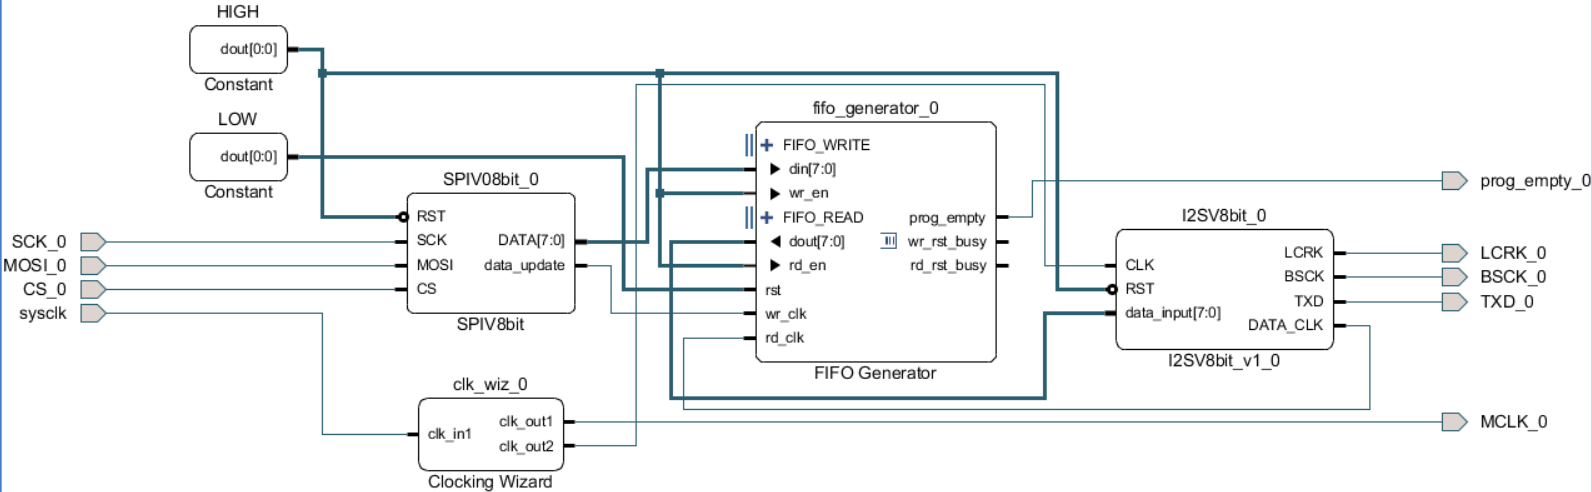 HIGH
dout[0:0]
Constant
LOW
dout[0:0]
Constant
SCK_0
MOSI_0
CS_0
sysclk
SPIV08bit_0
RST
SCK
MOSI
CS
DATA[7:0]
data_update
SPIV8bit
clk_wiz_0
clk_in1
clk_out1
clk_out2
Clocking Wizard
fifo_generator_0
FIFO_WRITE
din[7:0]
wr_en
FIFO_READ
dout[7:0]
rd_en
rst
wr_clk
rd_clk
prog_empty
wr_rst_busy
rd_rst_busy
FIFO Generator
I2SV8bit_0
CLK
RST
data_input[7:0]
LCRK
BSCK
TXD
DATA_CLK
I2SV8bit_v1_0
prog_empty_0
LCRK_0
BSCK_0
TXD_0
MCLK_0